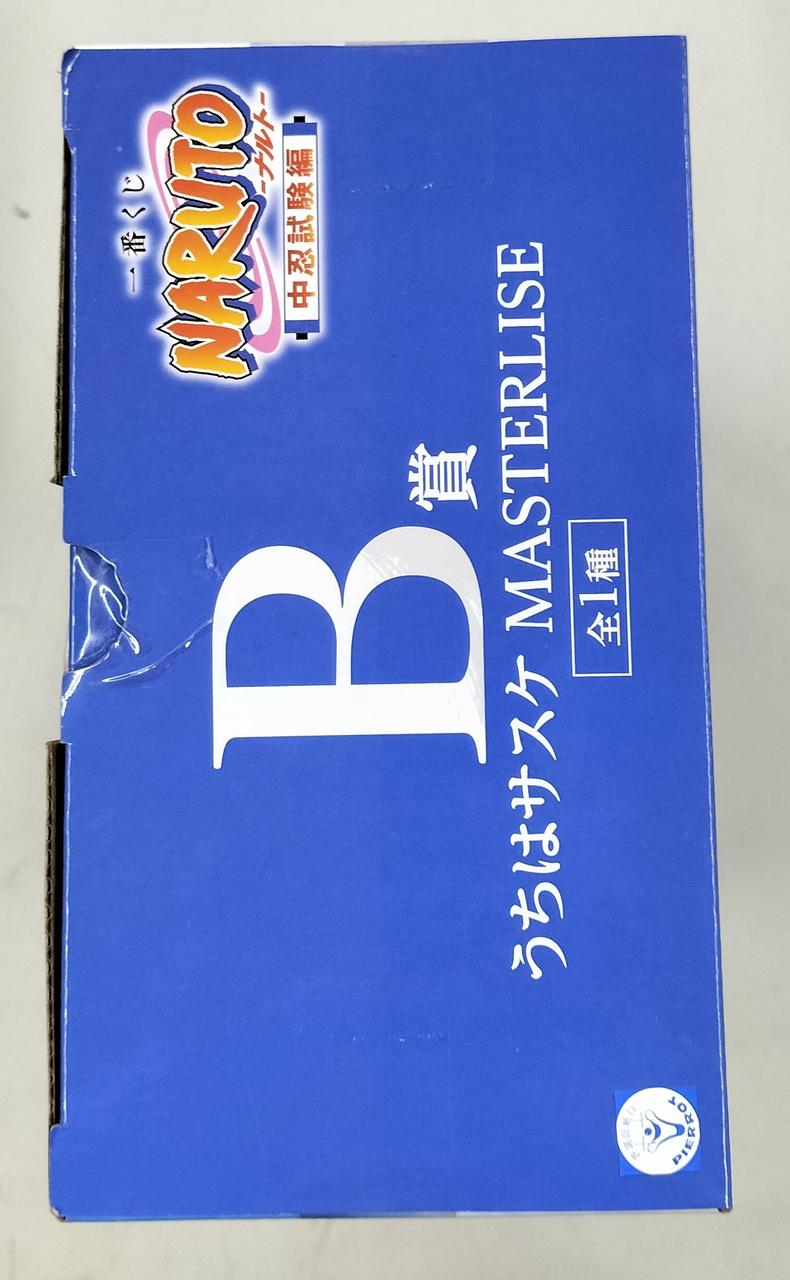 一番くじ
NARUTO
-ナルト-
中忍試験編
B賞
うちはサスケ MASTERLISE
全1種
PIERROT